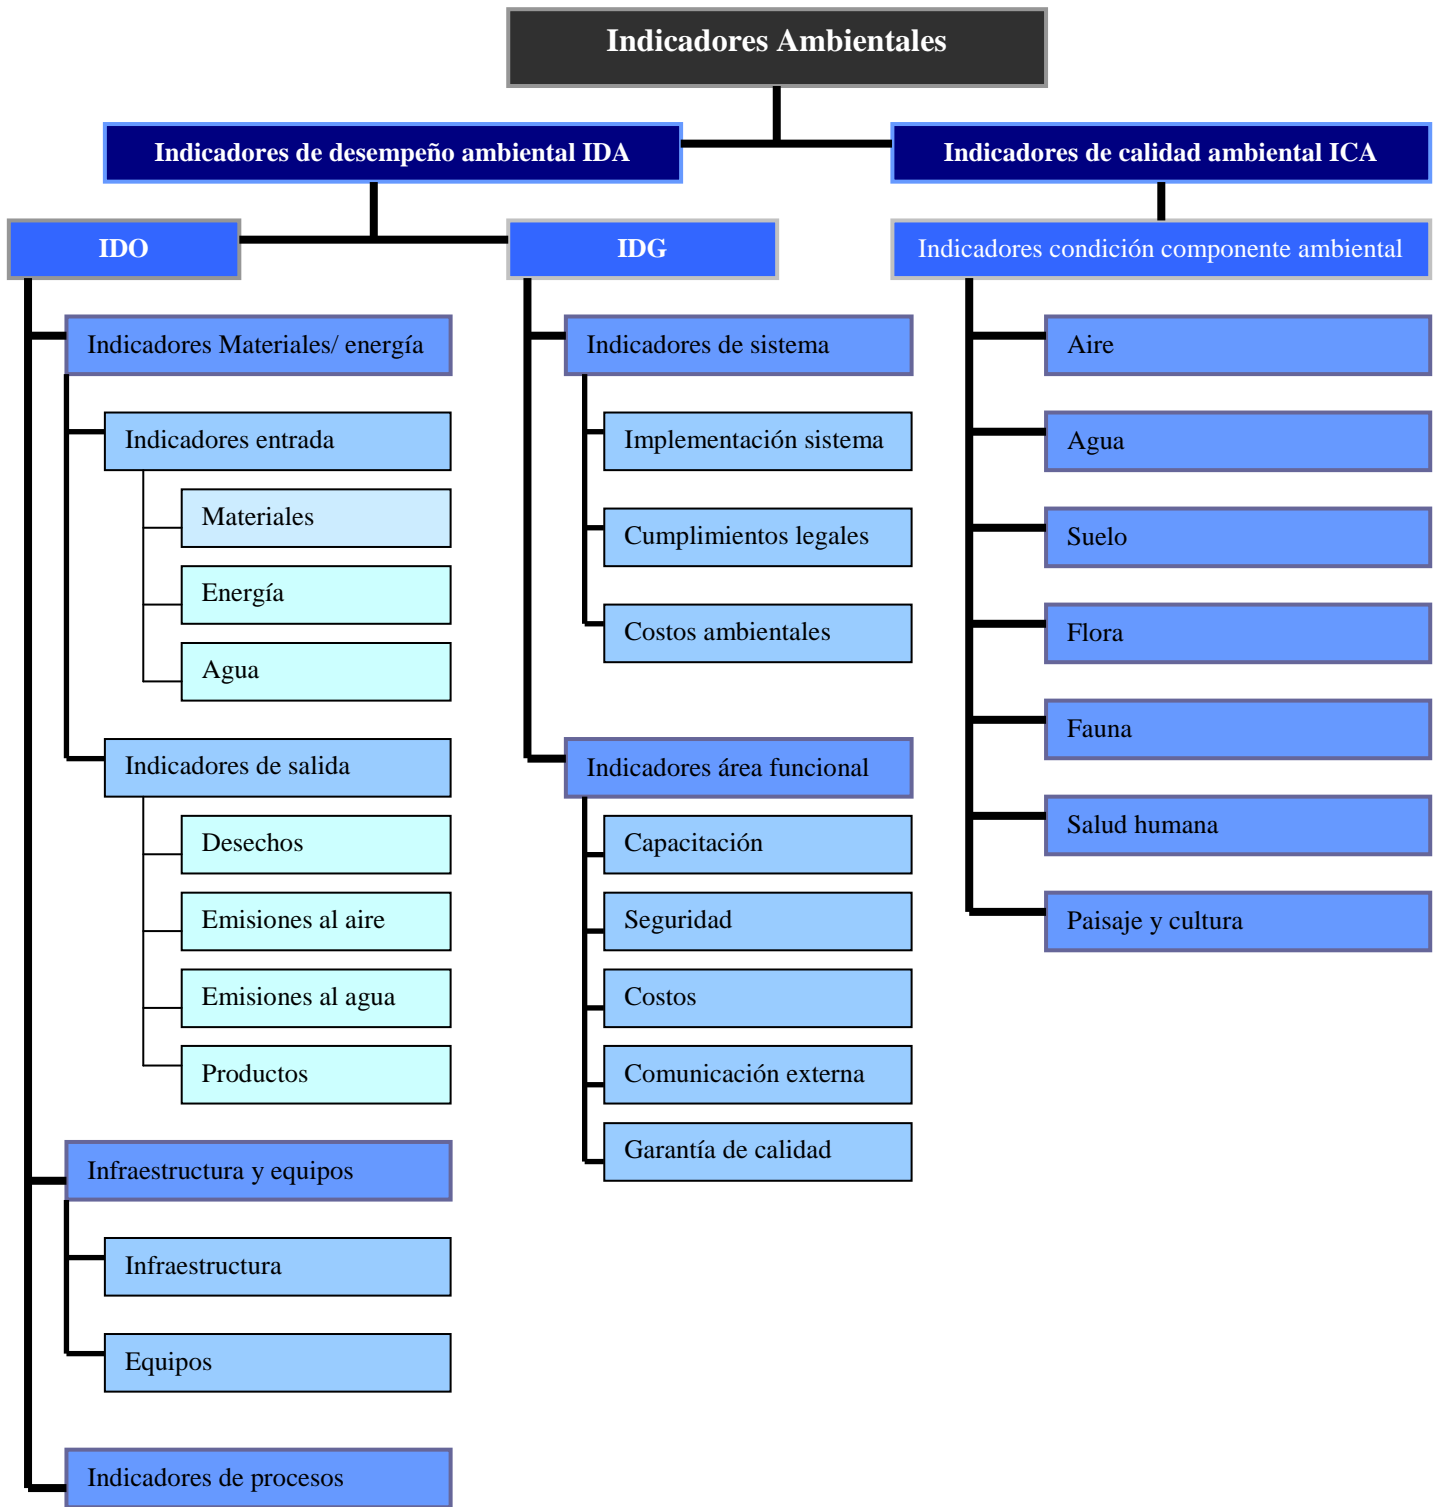 Indicadores Ambientales
Indicadores de desempeño ambiental IDA
Indicadores de calidad ambiental ICA
IDO
IDG
Indicadores condición componente ambiental
Indicadores Materiales/ energía
Indicadores entrada
Materiales
Energía
Agua
Indicadores de salida
Desechos
Emisiones al aire
Emisiones al agua
Productos
Infraestructura y equipos
Infraestructura
Equipos
Indicadores de procesos
Indicadores de sistema
Implementación sistema
Cumplimientos legales
Costos ambientales
Indicadores área funcional
Capacitación
Seguridad
Costos
Comunicación externa
Garantía de calidad
Aire
Agua
Suelo
Flora
Fauna
Salud humana
Paisaje y cultura